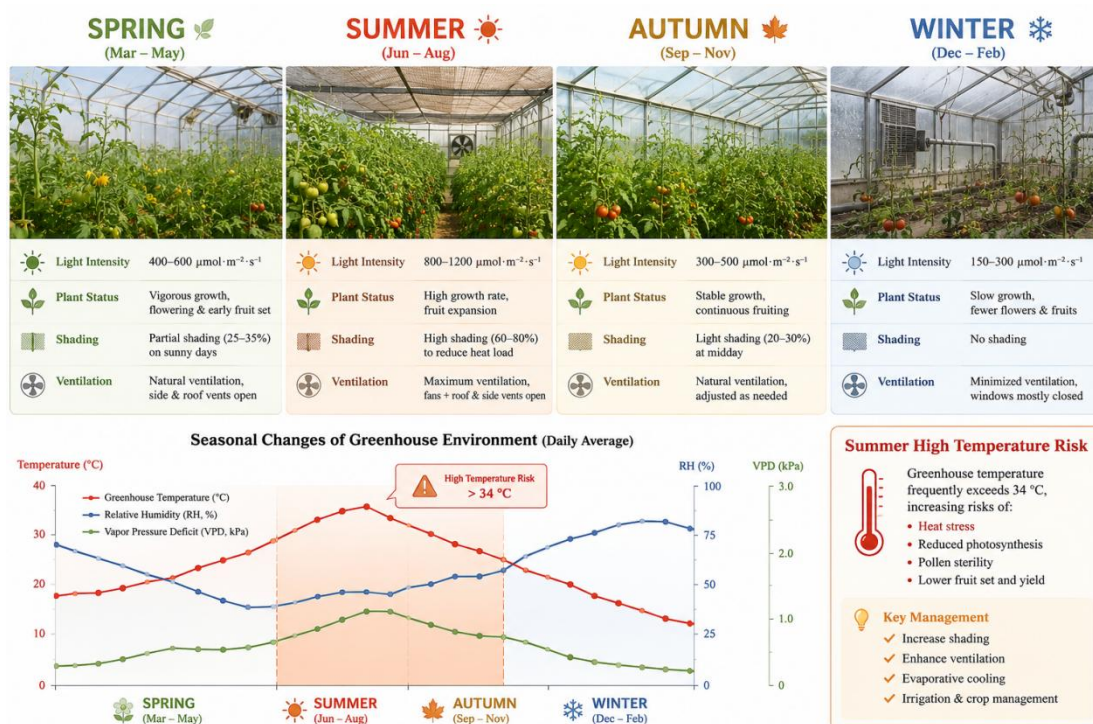 SPRING
(Mar – May)
Light Intensity 400–600 μmol·m⁻²·s⁻¹
Plant Status Vigorous growth,
flowering & early fruit set
Shading Partial shading (25–35%)
on sunny days
Ventilation Natural ventilation,
side & roof vents open
SUMMER
(Jun – Aug)
Light Intensity 800–1200 μmol·m⁻²·s⁻¹
Plant Status High growth rate,
fruit expansion
Shading High shading (60–80%)
to reduce heat load
Ventilation Maximum ventilation,
fans + roof & side vents open
AUTUMN
(Sep – Nov)
Light Intensity 300–500 μmol·m⁻²·s⁻¹
Plant Status Stable growth,
continuous fruiting
Shading Light shading (20–30%)
at midday
Ventilation Natural ventilation,
adjusted as needed
WINTER
(Dec – Feb)
Light Intensity 150–300 μmol·m⁻²·s⁻¹
Plant Status Slow growth,
fewer flowers & fruits
Shading No shading
Ventilation Minimized ventilation,
windows mostly closed
Seasonal Changes of Greenhouse Environment (Daily Average)
Temperature (°C)
RH (%)
VPD (kPa)
40
30
20
10
0
Greenhouse Temperature (°C)
Relative Humidity (RH, %)
Vapor Pressure Deficit (VPD, kPa)
High Temperature Risk
> 34 °C
100
75
50
25
0
3.0
2.0
1.0
0
SPRING
(Mar – May)
SUMMER
(Jun – Aug)
AUTUMN
(Sep – Nov)
WINTER
(Dec – Feb)
Summer High Temperature Risk
Greenhouse temperature
frequently exceeds 34 °C,
increasing risks of:
• Heat stress
• Reduced photosynthesis
• Pollen sterility
• Lower fruit set and yield
Key Management
✓ Increase shading
✓ Enhance ventilation
✓ Evaporative cooling
✓ Irrigation & crop management